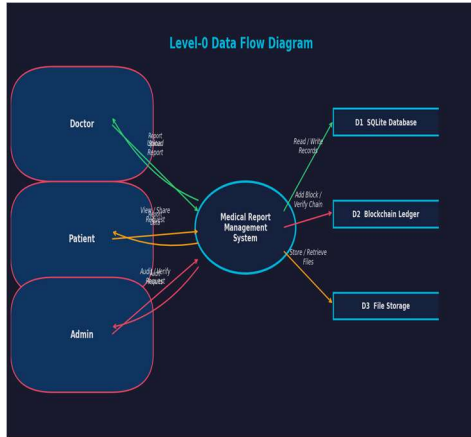 Level-0 Data Flow Diagram
Doctor
Report
Upload
Report
Read / Write
Records
D1 SQLite Database
Patient
View / Share
Request
Medical Report
Management
System
Add Block /
Verify Chain
D2 Blockchain Ledger
Store / Retrieve
Files
Admin
Audit / Verify
Request
D3 File Storage